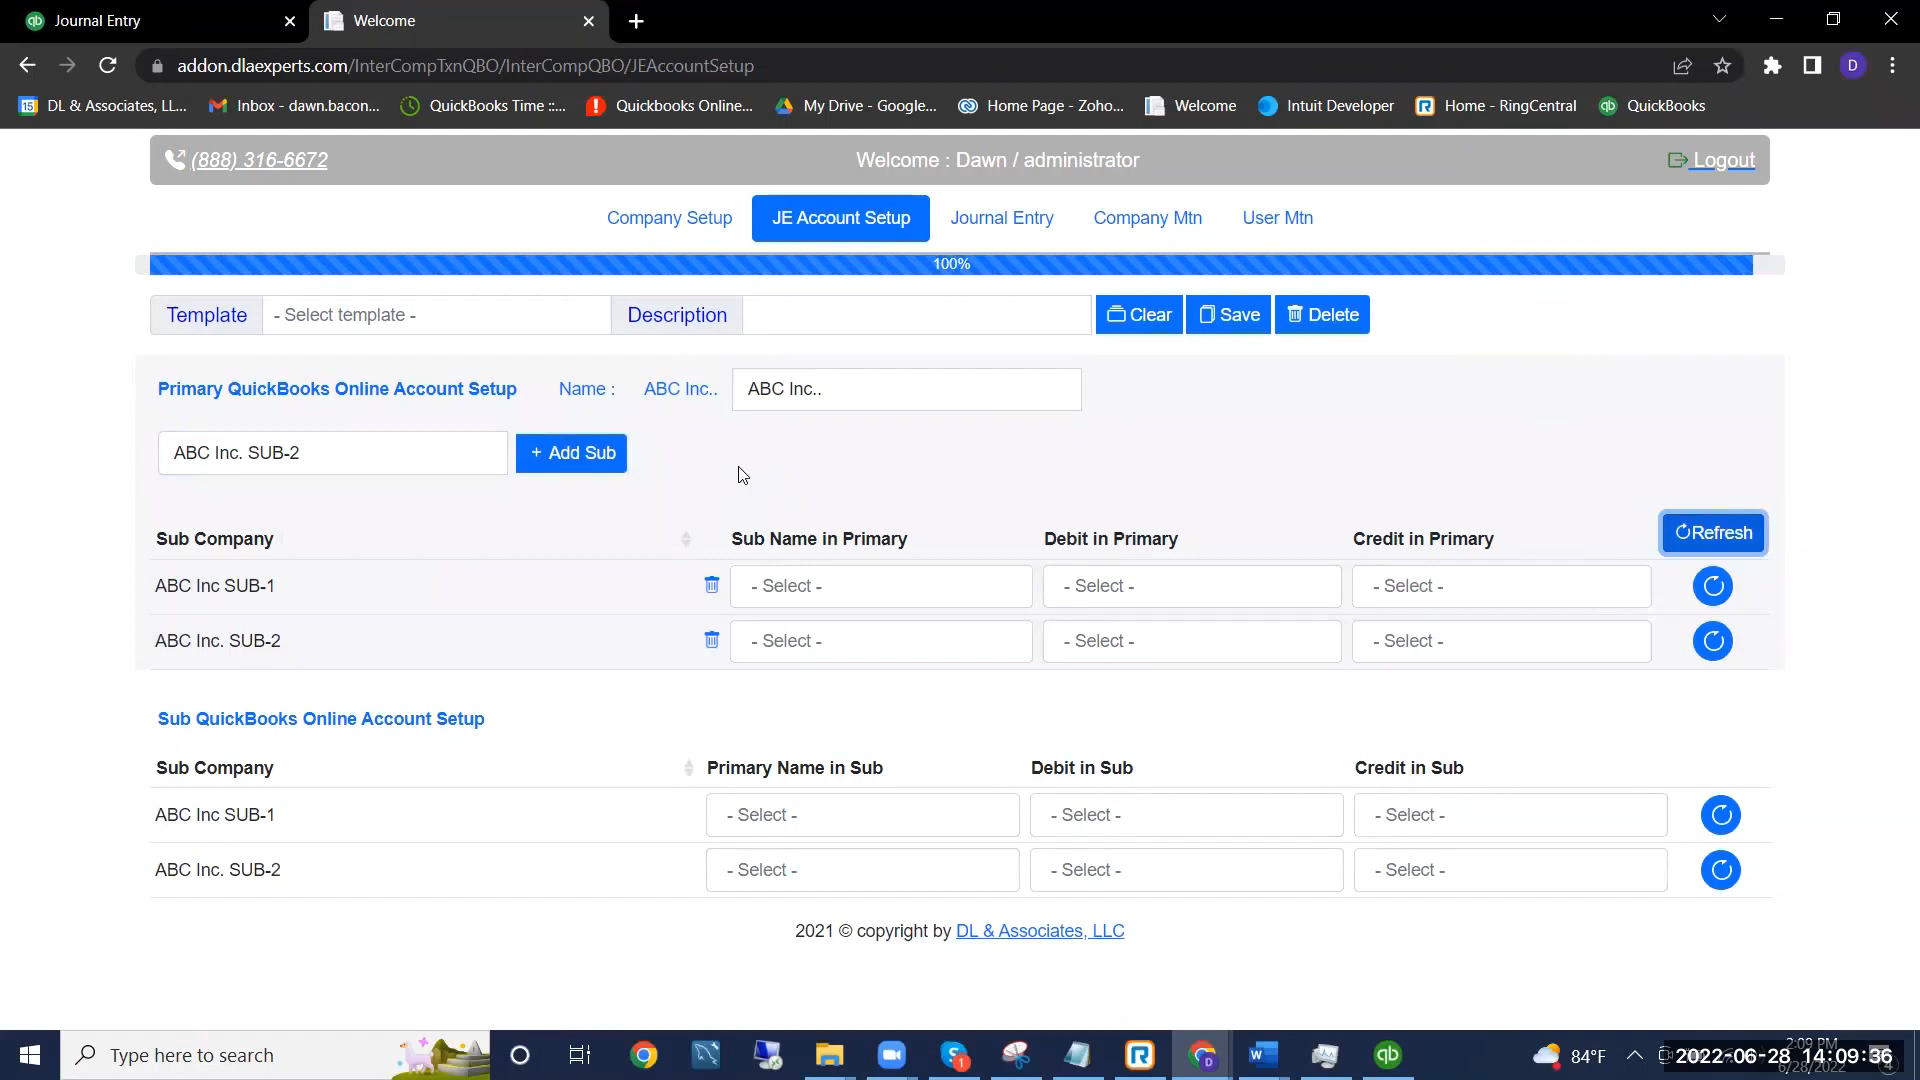 Journal Entry
Welcome
addon.dlaexperts.com/InterCompTxnQBO/InterCompQBO/JEAccountSetup
D
15 DL & Associates, LL... Inbox - dawn.bacon... QuickBooks Time ::... Quickbooks Online... My Drive - Google... Home Page - Zoho... Welcome Intuit Developer Home - RingCentral QuickBooks
(888) 316-6672 Welcome : Dawn / administrator Logout
Company Setup JE Account Setup Journal Entry Company Mtn User Mtn
100%
Template - Select template - Description Clear Save Delete
Primary QuickBooks Online Account Setup Name : ABC Inc.. ABC Inc..
ABC Inc. SUB-2 + Add Sub
Sub Company Sub Name in Primary Debit in Primary Credit in Primary Refresh
ABC Inc SUB-1 - Select - - Select - - Select -
ABC Inc. SUB-2 - Select - - Select - - Select -
Sub QuickBooks Online Account Setup
Sub Company Primary Name in Sub Debit in Sub Credit in Sub
ABC Inc SUB-1 - Select - - Select - - Select -
ABC Inc. SUB-2 - Select - - Select - - Select -
2021 © copyright by DL & Associates, LLC
Type here to search
84°F
2:09 PM
2022-06-28 14:09:36
6/28/2022